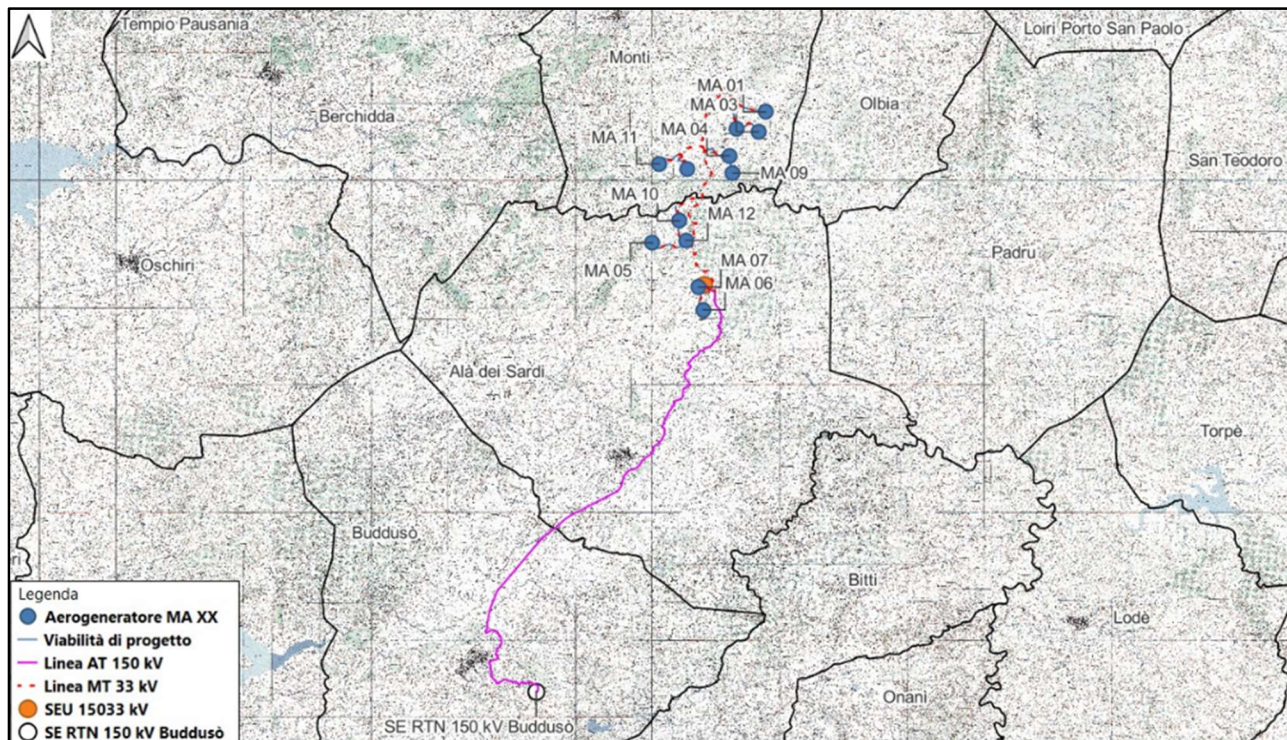 Tempio Pausania
Loiri Porto San Paolo
Monti
MA 01
MA 03
Olbia
Berchidda
MA 04
MA 11
San Teodoro
MA 09
MA 10
MA 12
Padru
Oschiri
MA 07
MA 05
MA 06
Alà dei Sardi
Torpè
Buddusò
Bitti
Lodè
Onanì
SE RTN 150 kV Buddusò
Legenda
Aerogeneratore MA XX
Viabilità di progetto
Linea AT 150 kV
Linea MT 33 kV
SEU 15033 kV
SE RTN 150 kV Buddusò